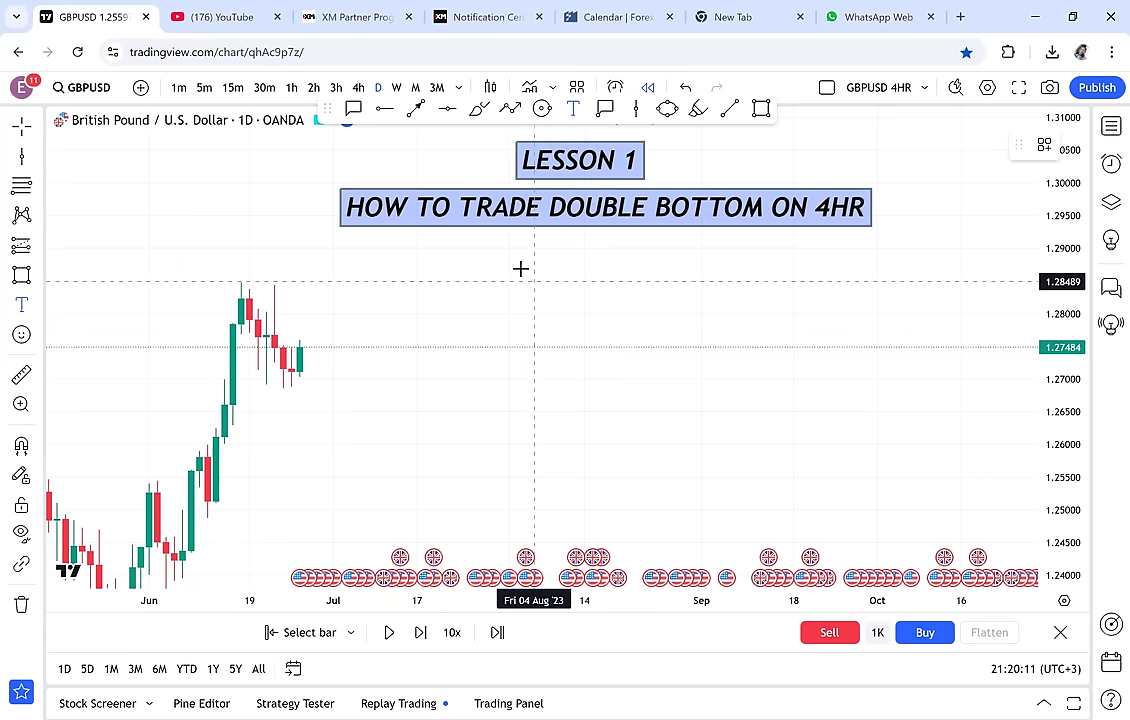 GBPUSD 1.2559
(176) YouTube
XM Partner Prog
Notification Cen
Calendar | Forex
New Tab
WhatsApp Web
tradingview.com/chart/qhAc9p7z/
E 11 GBPUSD 1m 5m 15m 30m 1h 2h 3h 4h D W M 3M GBPUSD 4HR Publish
British Pound / U.S. Dollar · 1D · OANDA
LESSON 1
HOW TO TRADE DOUBLE BOTTOM ON 4HR
1.31000
0500
1.30000
1.29500
1.29000
1.28489
1.28000
1.27484
1.27000
1.26500
1.26000
1.25500
1.25000
1.24500
1.24000
Jun 19 Jul 17 Fri 04 Aug '23 14 Sep 18 Oct 16
Select bar 10x Sell 1K Buy Flatten
1D 5D 1M 3M 6M YTD 1Y 5Y All 21:20:11 (UTC+3)
Stock Screener Pine Editor Strategy Tester Replay Trading Trading Panel